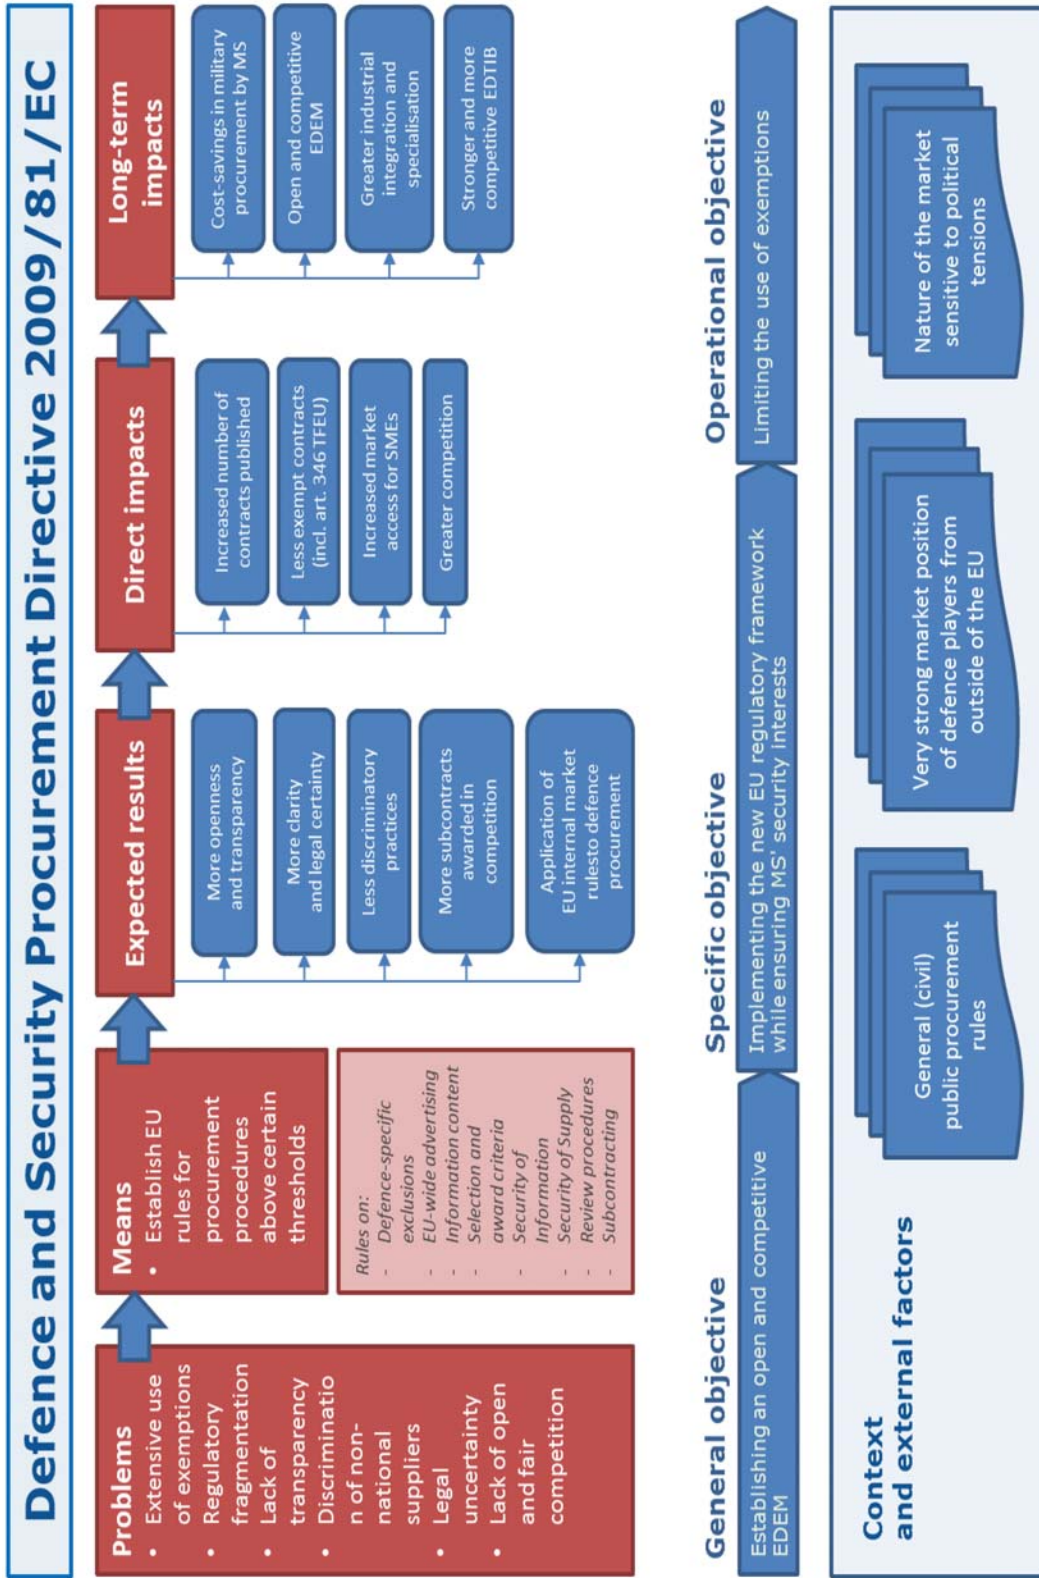 Defence and Security Procurement Directive 2009/81/EC
Problems
• Extensive use
of exemptions
• Regulatory
fragmentation
• Lack of
transparency
• Discriminatio
n of non-
national
suppliers
• Legal
uncertainty
• Lack of open
and fair
competition
Means
• Establish EU
rules for
procurement
procedures
above certain
thresholds
Rules on:
- Defence-specific
exclusions
- EU-wide advertising
- Information content
- Selection and
award criteria
- Security of
Information
- Security of Supply
- Review procedures
- Subcontracting
Expected results
More openness
and transparency
More clarity
and legal certainty
Less discriminatory
practices
More subcontracts
awarded in
competition
Application of
EU internal market
rulesto defence
procurement
Direct impacts
Increased number of
contracts published
Less exempt contracts
(incl. art. 346 TFEU)
Increased market
access for SMEs
Greater competition
Long-term
impacts
Cost-savings in military
procurement by MS
Open and competitive
EDEM
Greater industrial
integration and
specialisation
Stronger and more
competitive EDTIB
General objective
Establishing an open and competitive
EDEM
Specific objective
Implementing the new EU regulatory framework
while ensuring MS' security interests
Operational objective
Limiting the use of exemptions
Context
and external factors
General (civil)
public procurement
rules
Very strong market position
of defence players from
outside of the EU
Nature of the market
sensitive to political
tensions